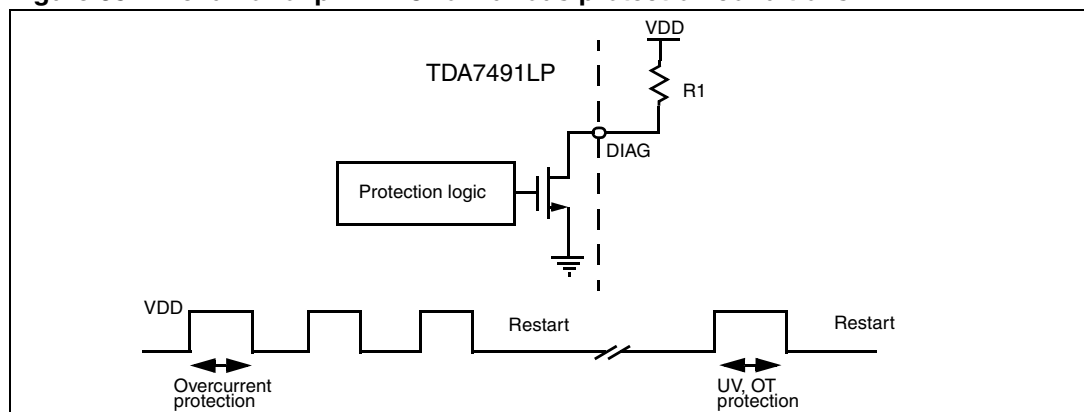 VDD
TDA7491LP
R1
DIAG
Protection logic
VDD
Restart
Restart
Overcurrent
protection
UV, OT
protection